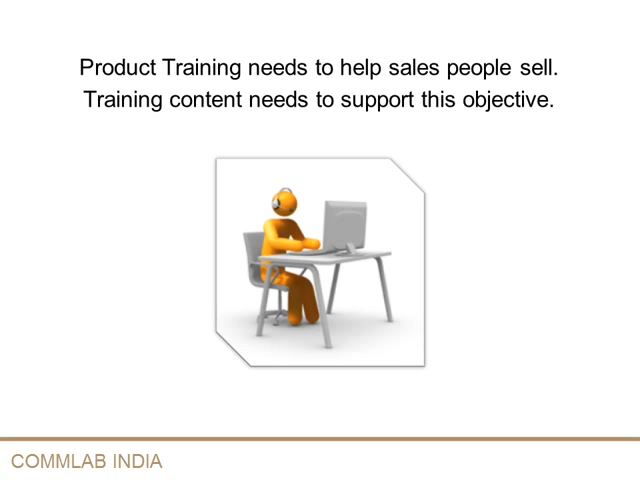 Product Training needs to help sales people sell.
Training content needs to support this objective.
COMMLAB INDIA